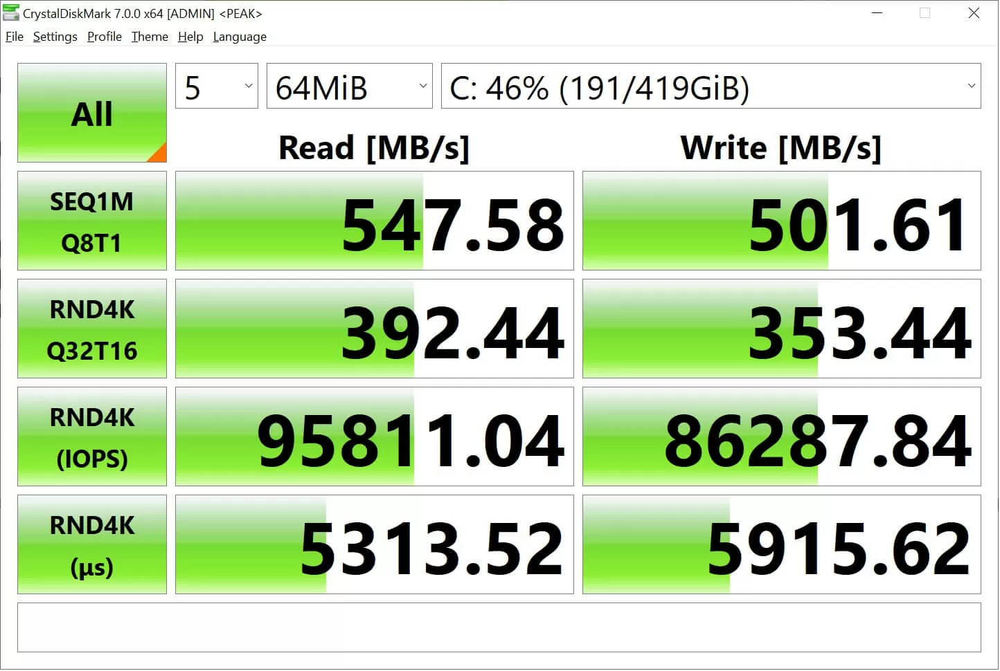 CrystalDiskMark 7.0.0 x64 [ADMIN] <PEAK>
File Settings Profile Theme Help Language
All 5 64MiB C: 46% (191/419GiB)
Read [MB/s] Write [MB/s]
SEQ1M
Q8T1
547.58 501.61
RND4K
Q32T16
392.44 353.44
RND4K
(IOPS)
95811.04 86287.84
RND4K
(μs)
5313.52 5915.62